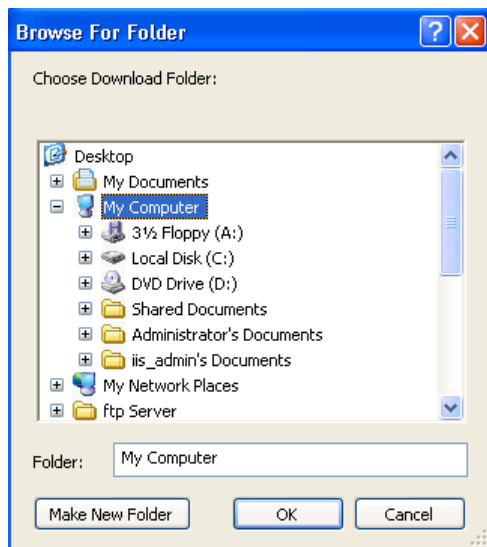 Browse For Folder
Choose Download Folder:
Desktop
My Documents
My Computer
3½ Floppy (A:)
Local Disk (C:)
DVD Drive (D:)
Shared Documents
Administrator's Documents
iis_admin's Documents
My Network Places
ftp Server
Folder: My Computer
Make New Folder OK Cancel